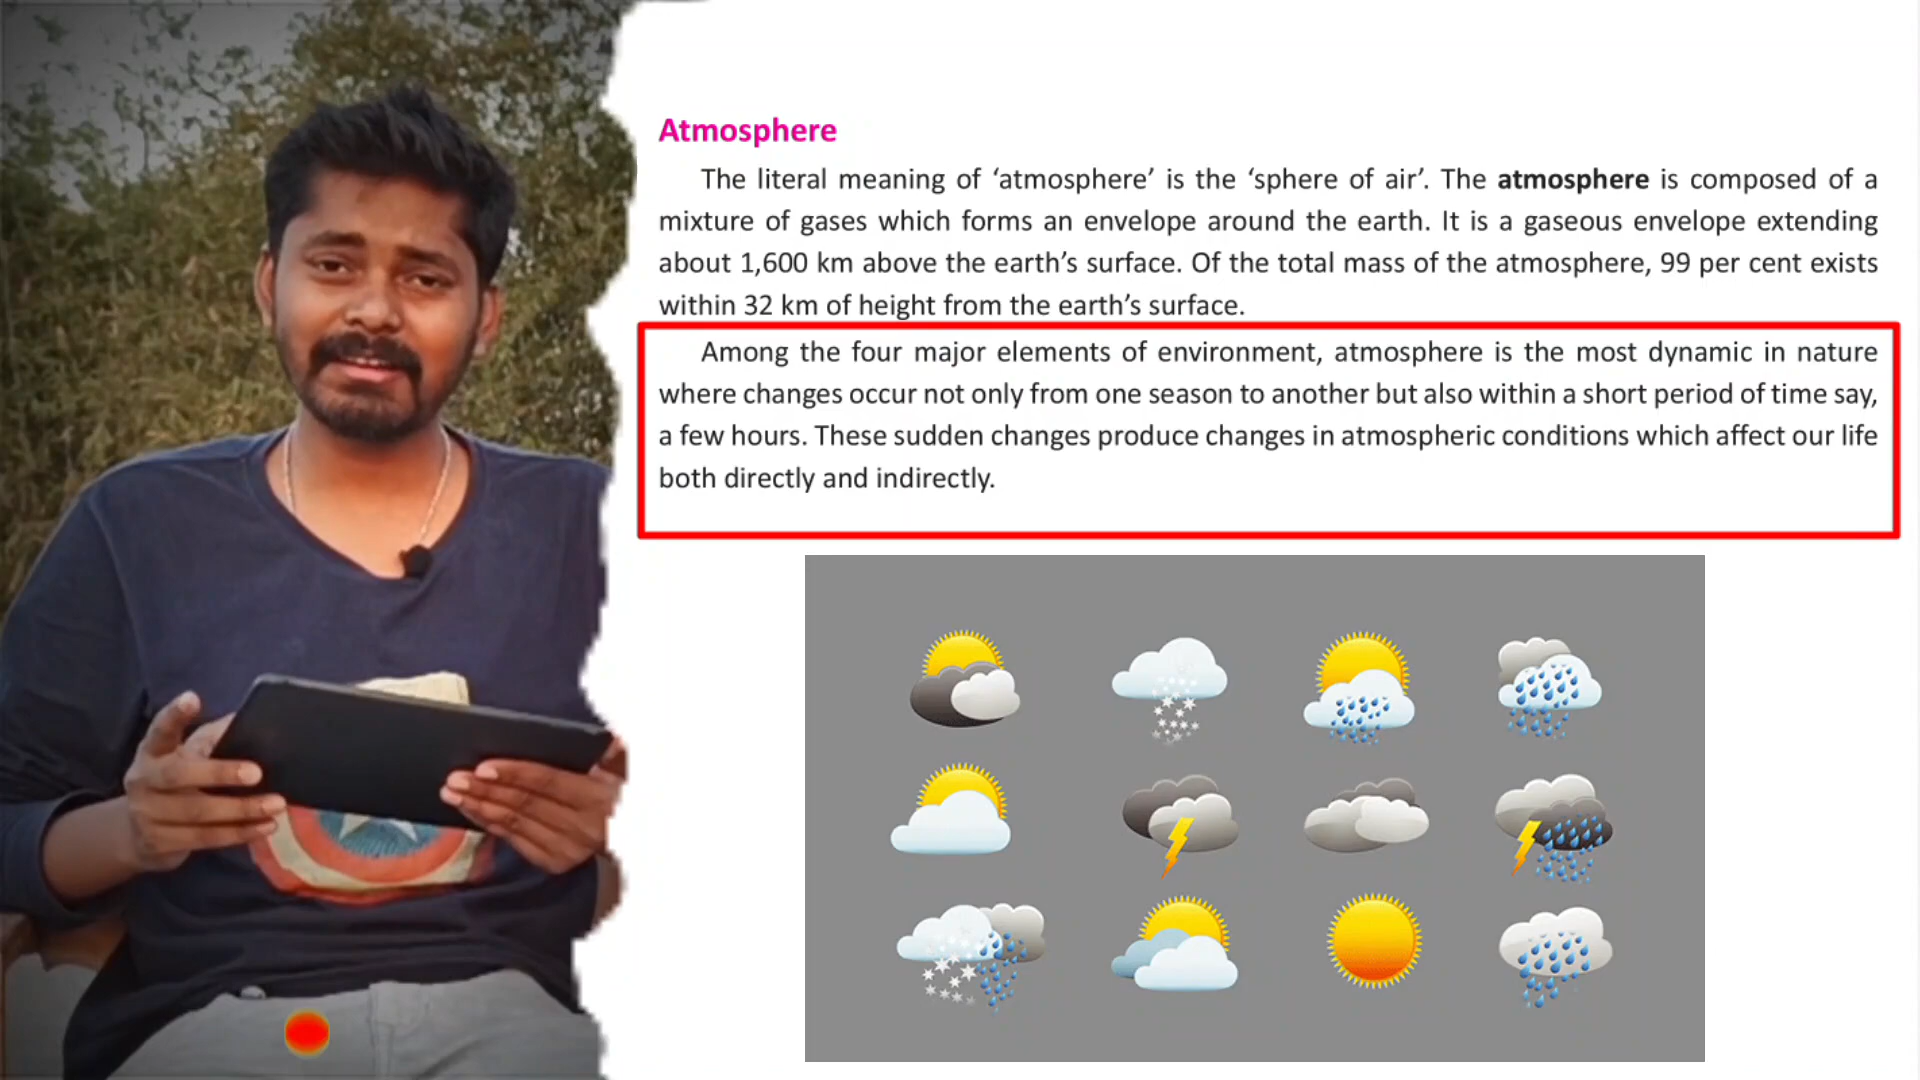 Atmosphere
The literal meaning of ‘atmosphere’ is the ‘sphere of air’. The atmosphere is composed of a
mixture of gases which forms an envelope around the earth. It is a gaseous envelope extending
about 1,600 km above the earth’s surface. Of the total mass of the atmosphere, 99 per cent exists
within 32 km of height from the earth’s surface.
Among the four major elements of environment, atmosphere is the most dynamic in nature
where changes occur not only from one season to another but also within a short period of time say,
a few hours. These sudden changes produce changes in atmospheric conditions which affect our life
both directly and indirectly.